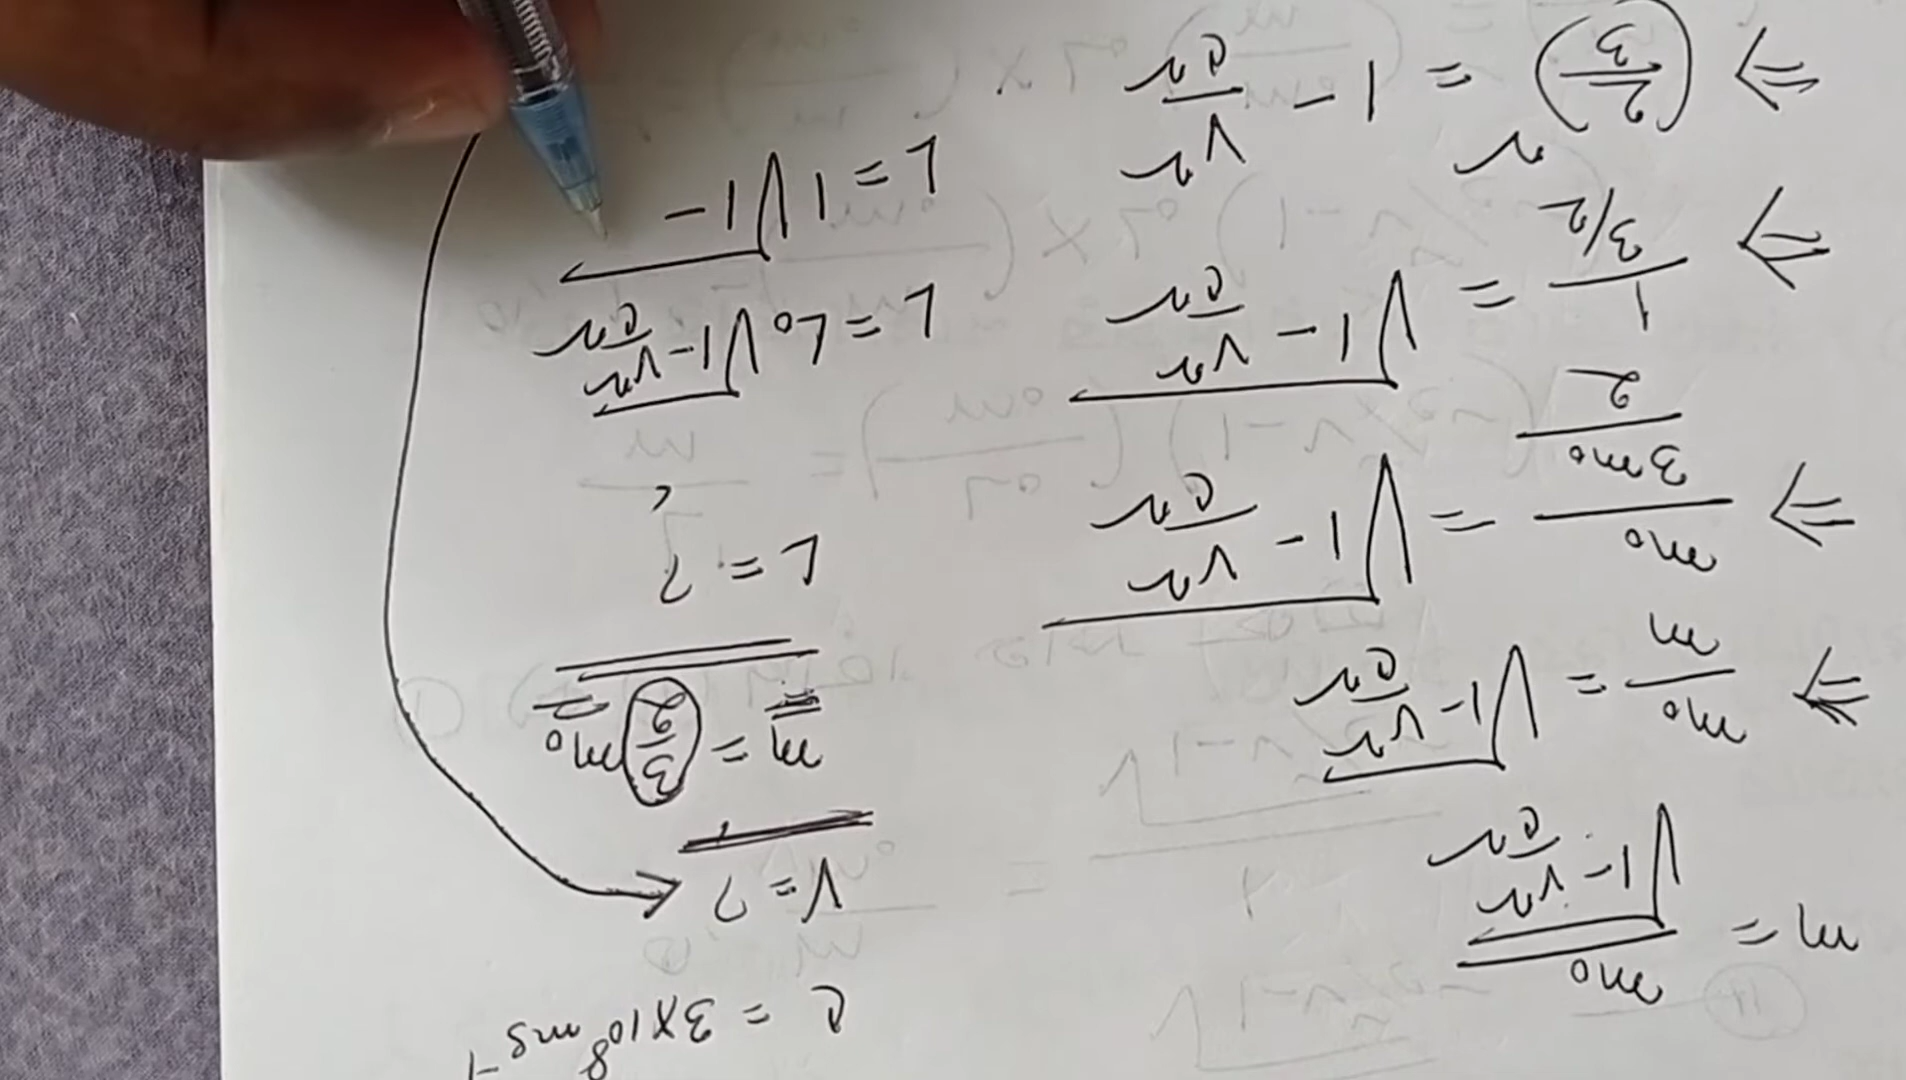 m = m₀/√(1 - v²/c²)
⇒ m₀/m = √(1 - v²/c²)
⇒ m₀/(3m₀/2) = √(1 - v²/c²)
⇒ 1/(3/2) = √(1 - v²/c²)
⇒ (2/3)² = 1 - v²/c²
c = 3×10⁸ ms⁻¹
v = ?
m = (3/2) m₀
L = ?
L = L₀√(1 - v²/c²)
L = 1√(1 -